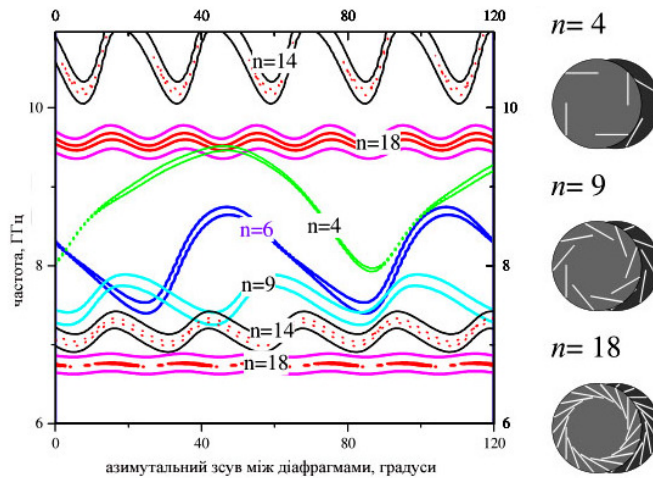 n=14
10
10
n=18
n=6
n=4
8
8
n=9
n=14
n=18
6
6
0
40
80
120
0
40
80
120
частота, ГГц
азимутальний зсув між діафрагмами, градуси
n= 4
n= 9
n= 18